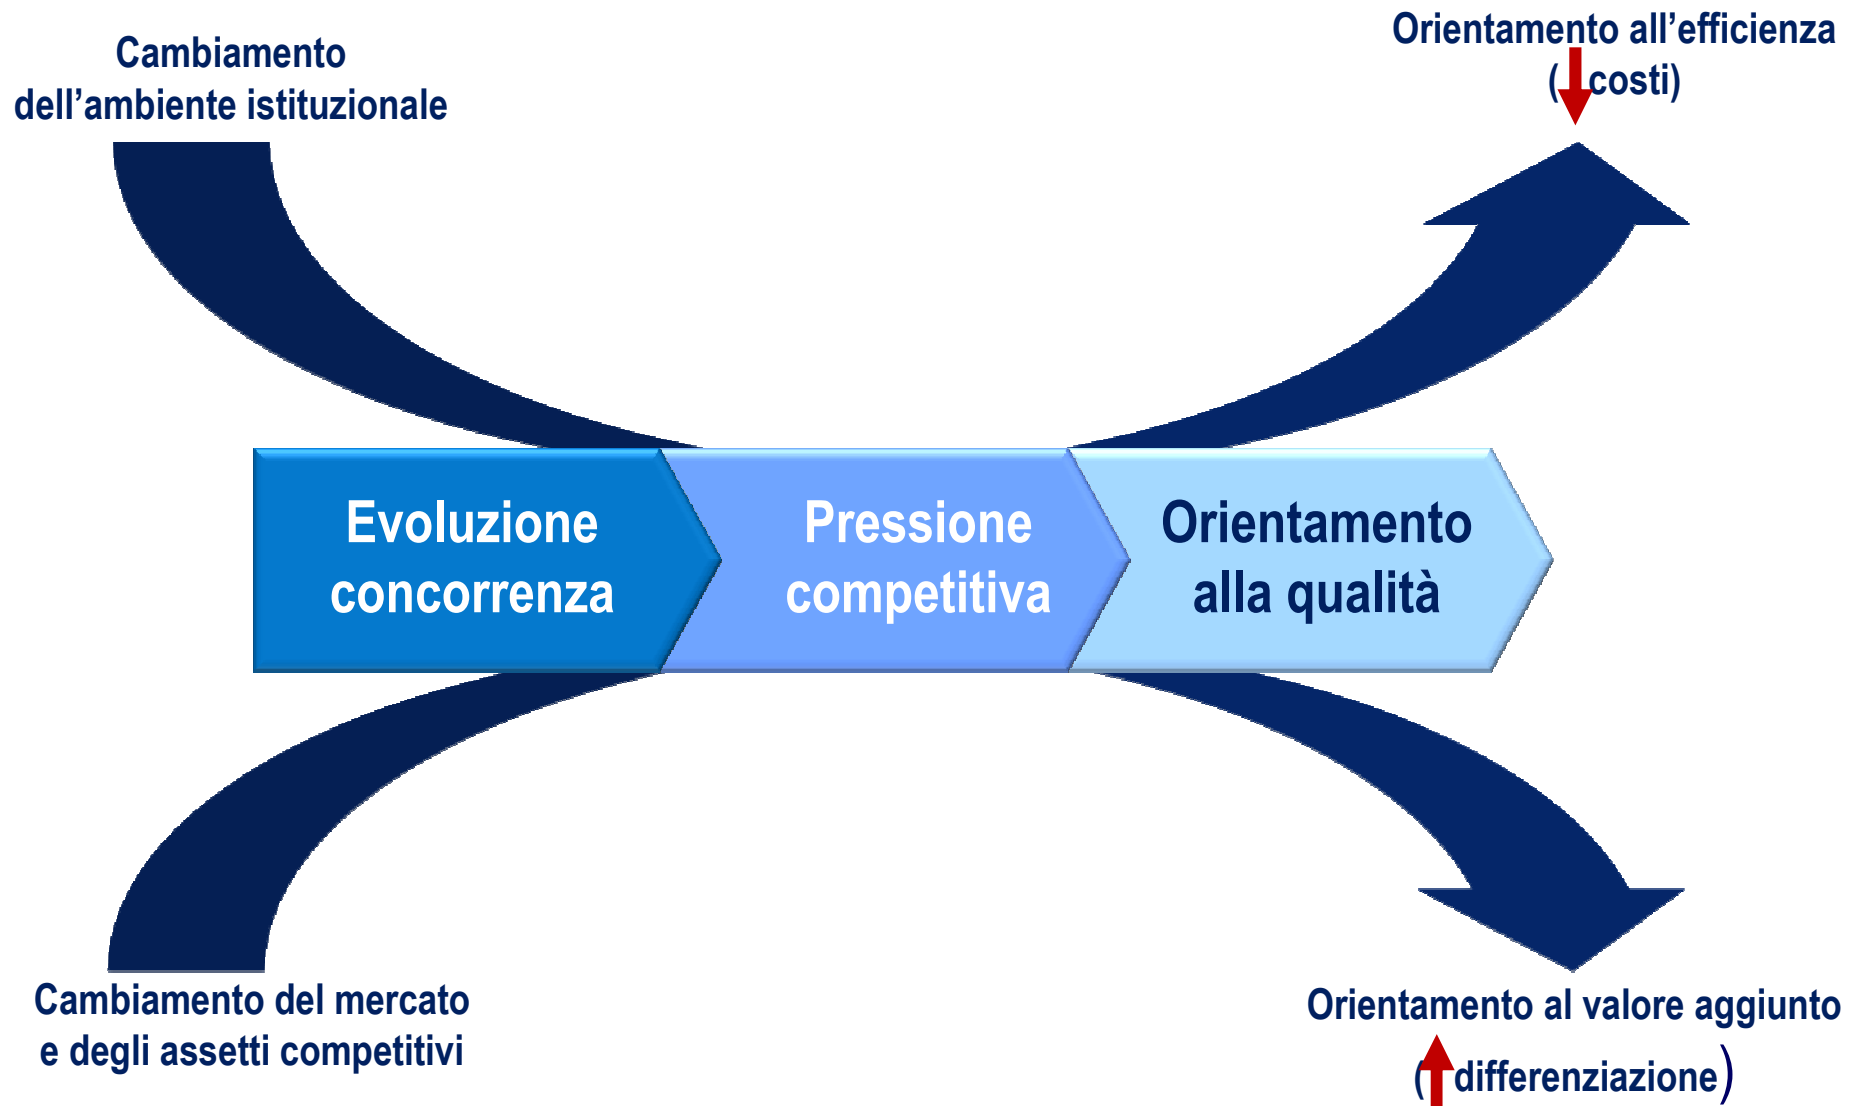 Cambiamento
dell’ambiente istituzionale
Orientamento all’efficienza
( costi)
Evoluzione
concorrenza
Pressione
competitiva
Orientamento
alla qualità
Cambiamento del mercato
e degli assetti competitivi
Orientamento al valore aggiunto
( differenziazione)